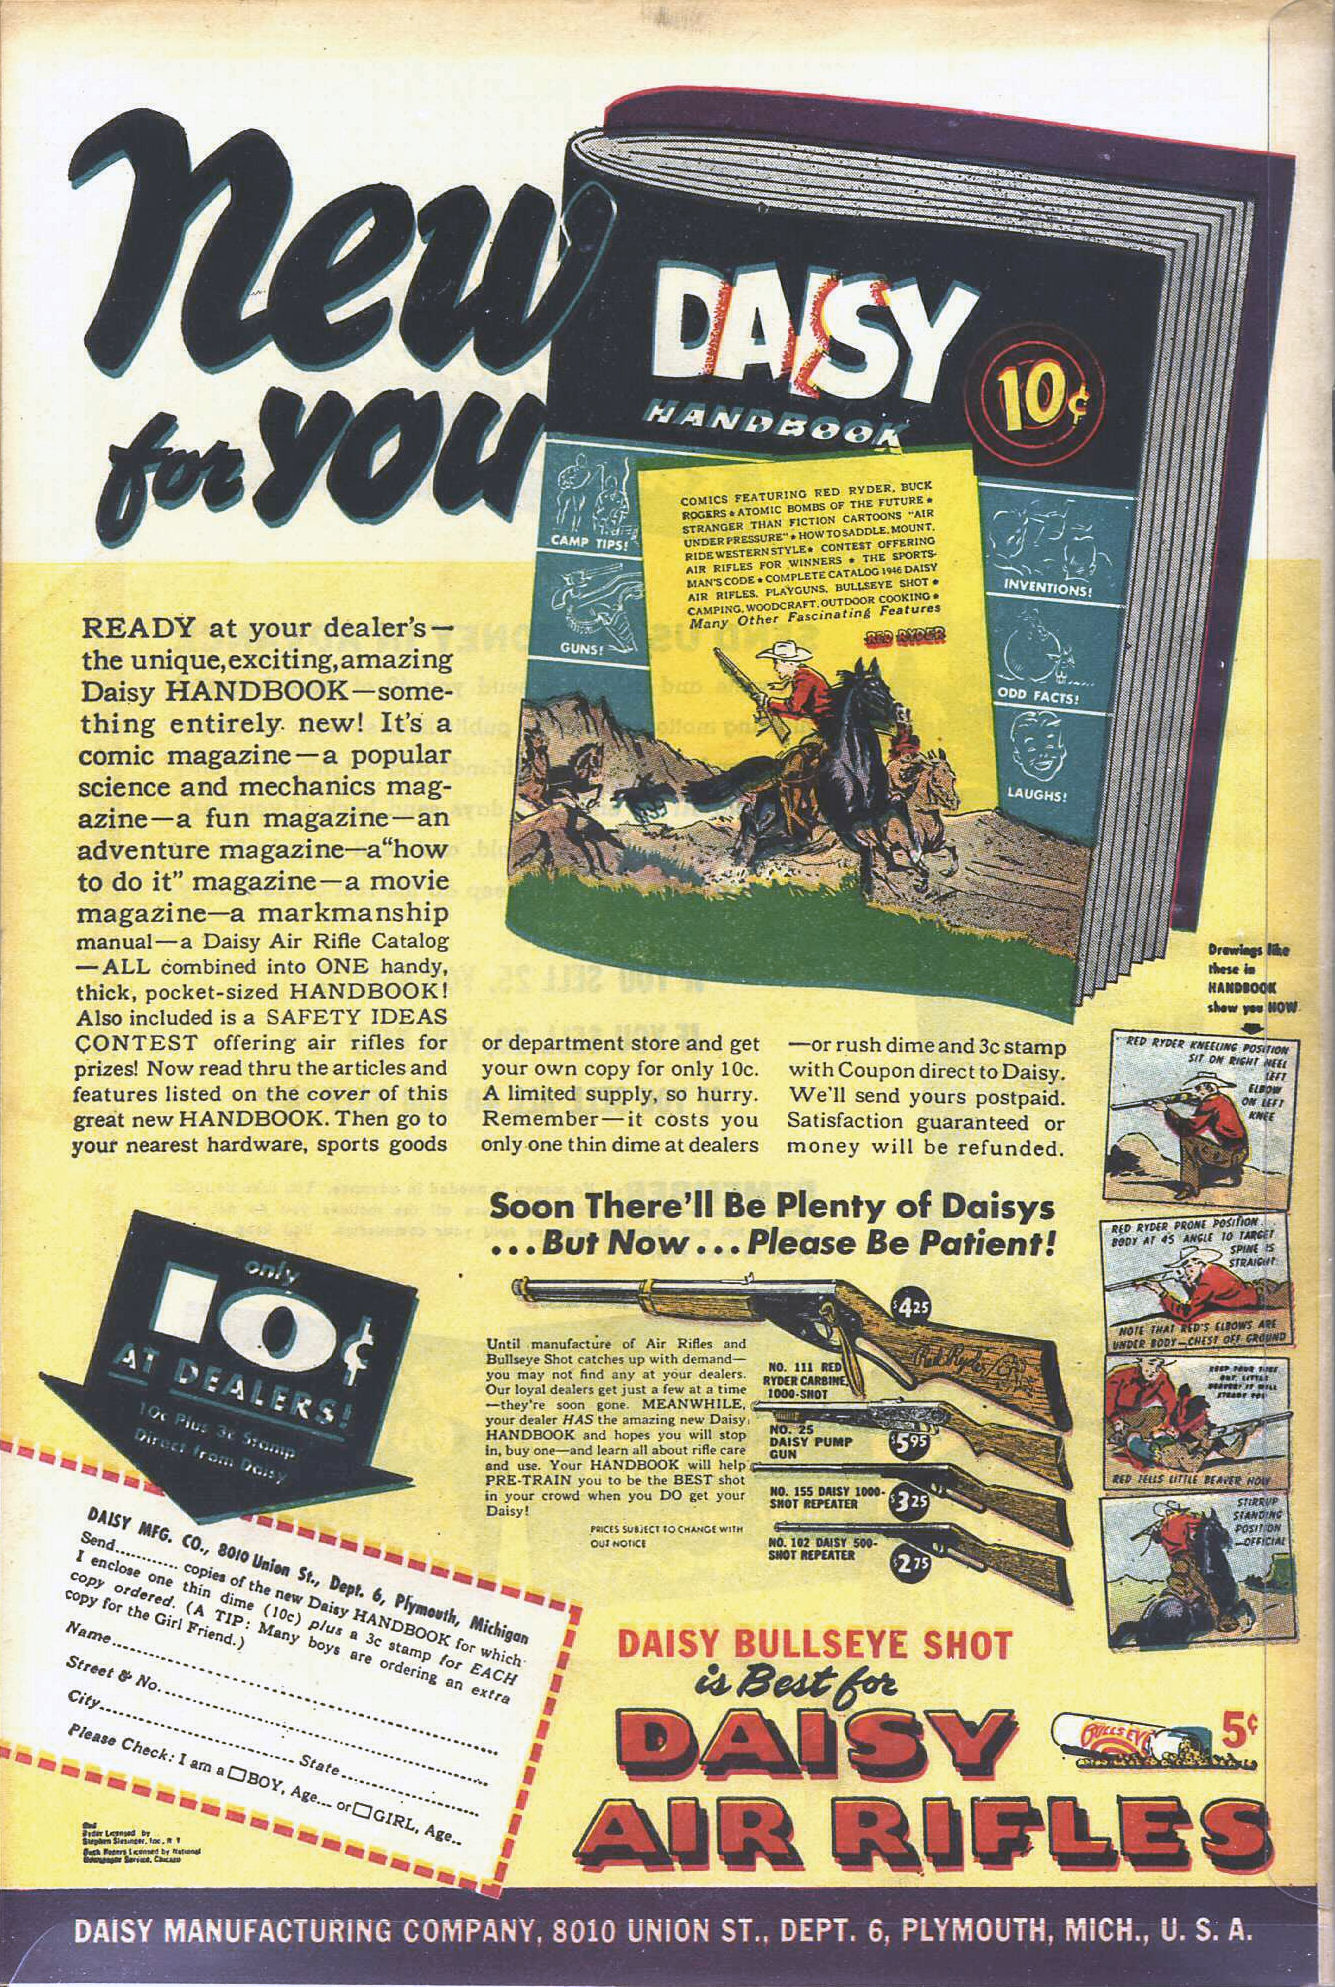 New
for YOU
DAISY
HANDBOOK
10¢
CAMP TIPS!
GUNS!
COMICS FEATURING RED RYDER, BUCK
ROGERS ★ ATOMIC BOMBS OF THE FUTURE ★
STRANGER THAN FICTION CARTOONS "AIR
UNDER PRESSURE" ★ HOW TO SADDLE, MOUNT,
RIDE WESTERN STYLE ★ CONTEST OFFERING
AIR RIFLES FOR WINNERS ★ THE SPORTS-
MAN'S CODE ★ COMPLETE CATALOG 1946 DAISY
AIR RIFLES, PLAYGUNS, BULLSEYE SHOT ★
CAMPING, WOODCRAFT, OUTDOOR COOKING ★
Many Other Fascinating Features
RED RYDER
INVENTIONS!
ODD FACTS!
LAUGHS!
READY at your dealer's—
the unique, exciting, amazing
Daisy HANDBOOK—some-
thing entirely new! It's a
comic magazine—a popular
science and mechanics mag-
azine—a fun magazine—an
adventure magazine—a "how
to do it" magazine—a movie
magazine—a markmanship
manual—a Daisy Air Rifle Catalog
—ALL combined into ONE handy,
thick, pocket-sized HANDBOOK!
Also included is a SAFETY IDEAS
CONTEST offering air rifles for
prizes! Now read thru the articles and
features listed on the cover of this
great new HANDBOOK. Then go to
your nearest hardware, sports goods
or department store and get
your own copy for only 10c.
A limited supply, so hurry.
Remember—it costs you
only one thin dime at dealers
—or rush dime and 3c stamp
with Coupon direct to Daisy.
We'll send yours postpaid.
Satisfaction guaranteed or
money will be refunded.
Drawings like
these in
HANDBOOK
show you HOW
RED RYDER KNEELING POSITION
SIT ON RIGHT HEEL
LEFT
ELBOW
ON LEFT
KNEE
RED RYDER PRONE POSITION
BODY AT 45 ANGLE TO TARGET
SPINE IS
STRAIGHT
NOTE THAT RED'S ELBOWS ARE
UNDER BODY—CHEST OFF GROUND
RED TELLS LITTLE BEAVER HOW
STIRRUP
STANDING
POSITION
—OFFICIAL
Soon There'll Be Plenty of Daisys
...But Now...Please Be Patient!
Until manufacture of Air Rifles and
Bullseye Shot catches up with demand—
you may not find any at your dealers.
Our loyal dealers get just a few at a time
—they're soon gone. MEANWHILE,
your dealer HAS the amazing new Daisy
HANDBOOK and hopes you will stop
in, buy one—and learn all about rifle care
and use. Your HANDBOOK will help
PRE-TRAIN you to be the BEST shot
in your crowd when you DO get your
Daisy!
PRICES SUBJECT TO CHANGE WITH
OUT NOTICE
$4.25
Red Ryder
NO. 111 RED
RYDER CARBINE,
1000-SHOT
NO. 25
DAISY PUMP
GUN
$5.95
NO. 155 DAISY 1000-
SHOT REPEATER
$3.25
NO. 102 DAISY 500-
SHOT REPEATER
$2.75
only
10¢
AT DEALERS!
10c Plus 3c Stamp
Direct from Daisy
DAISY MFG. CO., 8010 Union St., Dept. 6, Plymouth, Michigan
Send........... copies of the new Daisy HANDBOOK for which
I enclose one thin dime (10c) plus a 3c stamp for EACH
copy ordered. (A TIP: Many boys are ordering an extra
copy for the Girl Friend.)
Name
Street & No.
City
State
Please Check: I am a □ BOY, Age... or □ GIRL, Age..
Red
Ryder Licensed by
Stephen Slesinger, Inc., N Y
Buck Rogers Licensed by National
Newspaper Service, Chicago
DAISY BULLSEYE SHOT
is Best for
DAISY
AIR RIFLES
BULLS EYE
5¢
DAISY MANUFACTURING COMPANY, 8010 UNION ST., DEPT. 6, PLYMOUTH, MICH., U. S. A.